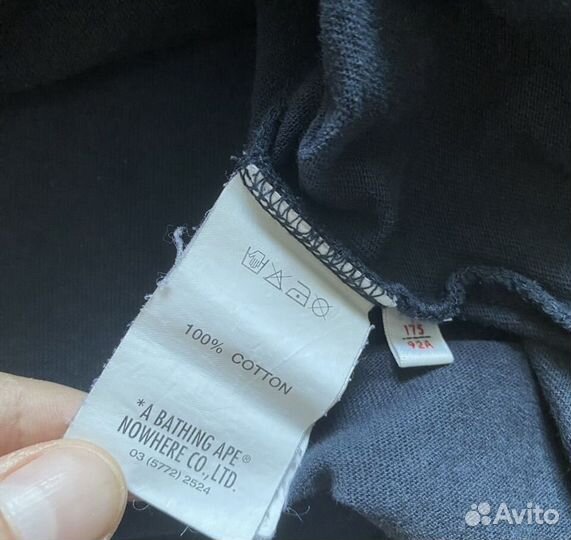 100% COTTON
*A BATHING APE®
NOWHERE CO., LTD.
03 (5772) 2524
175
92A
Avito